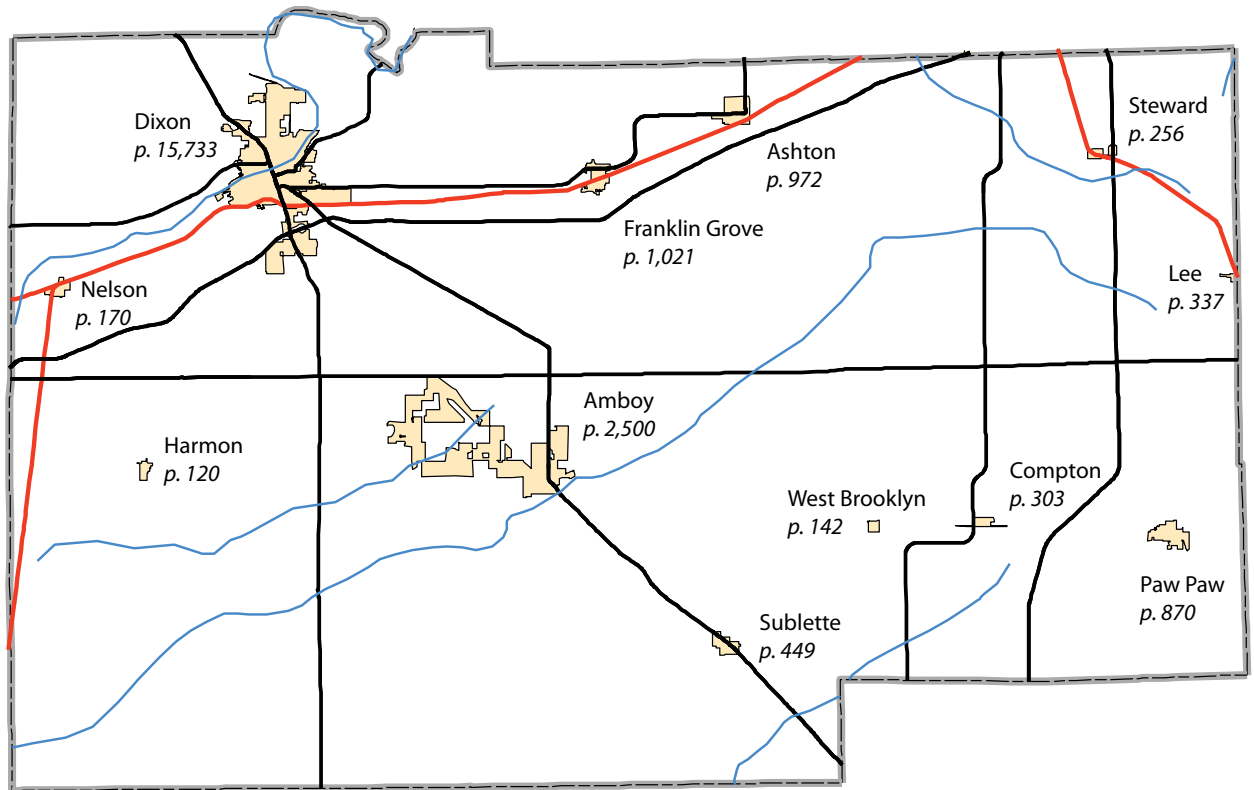 Dixon
p. 15,733
Steward
p. 256
Ashton
p. 972
Franklin Grove
p. 1,021
Lee
p. 337
Nelson
p. 170
Amboy
p. 2,500
Harmon
p. 120
Compton
p. 303
West Brooklyn
p. 142
Paw Paw
p. 870
Sublette
p. 449